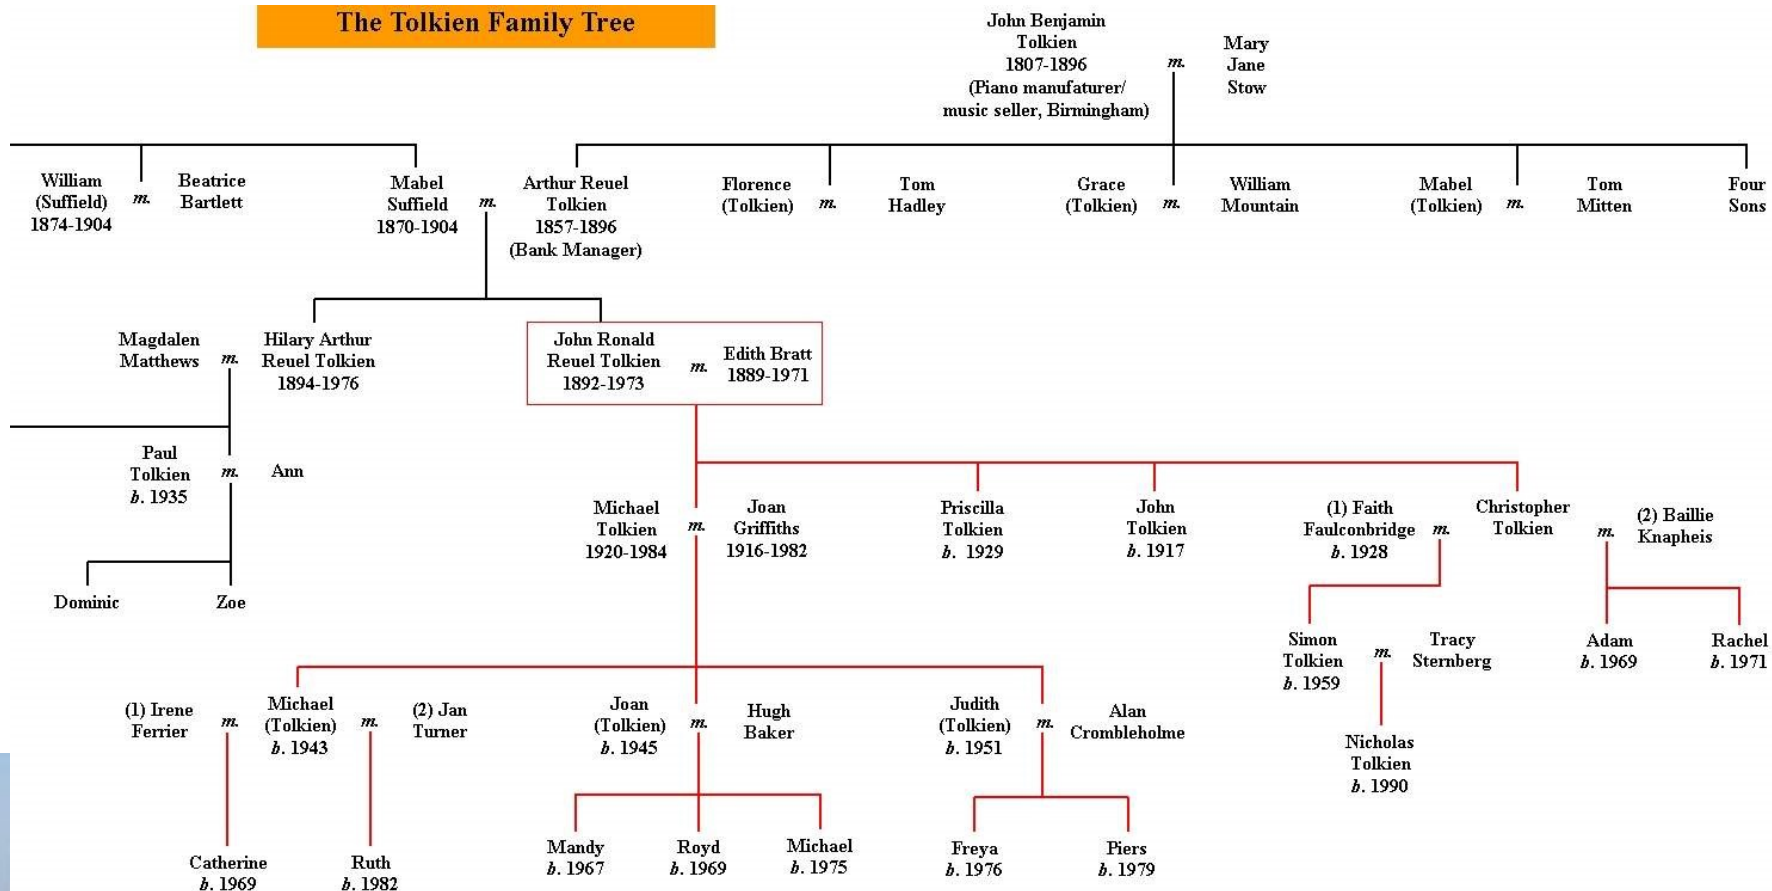 The Tolkien Family Tree
John Benjamin
Tolkien
1807-1896
(Piano manufaturer/
music seller, Birmingham)
m.
Mary
Jane
Stow
William
(Suffield)
1874-1904
m.
Beatrice
Bartlett
Mabel
Suffield
1870-1904
m.
Arthur Reuel
Tolkien
1857-1896
(Bank Manager)
Florence
(Tolkien)
m.
Tom
Hadley
Grace
(Tolkien)
m.
William
Mountain
Mabel
(Tolkien)
m.
Tom
Mitten
Four
Sons
Magdalen
Matthews
m.
Hilary Arthur
Reuel Tolkien
1894-1976
John Ronald
Reuel Tolkien
1892-1973
m.
Edith Bratt
1889-1971
Paul
Tolkien
b. 1935
m.
Ann
Michael
Tolkien
1920-1984
m.
Joan
Griffiths
1916-1982
Priscilla
Tolkien
b. 1929
John
Tolkien
b. 1917
(1) Faith
Faulconbridge
b. 1928
m.
Christopher
Tolkien
m.
(2) Baillie
Knapheis
Dominic
Zoe
Simon
Tolkien
b. 1959
m.
Tracy
Sternberg
Adam
b. 1969
Rachel
b. 1971
(1) Irene
Ferrier
m.
Michael
(Tolkien)
b. 1943
m.
(2) Jan
Turner
Joan
(Tolkien)
b. 1945
m.
Hugh
Baker
Judith
(Tolkien)
b. 1951
m.
Alan
Crombleholme
Nicholas
Tolkien
b. 1990
Catherine
b. 1969
Ruth
b. 1982
Mandy
b. 1967
Royd
b. 1969
Michael
b. 1975
Freya
b. 1976
Piers
b. 1979